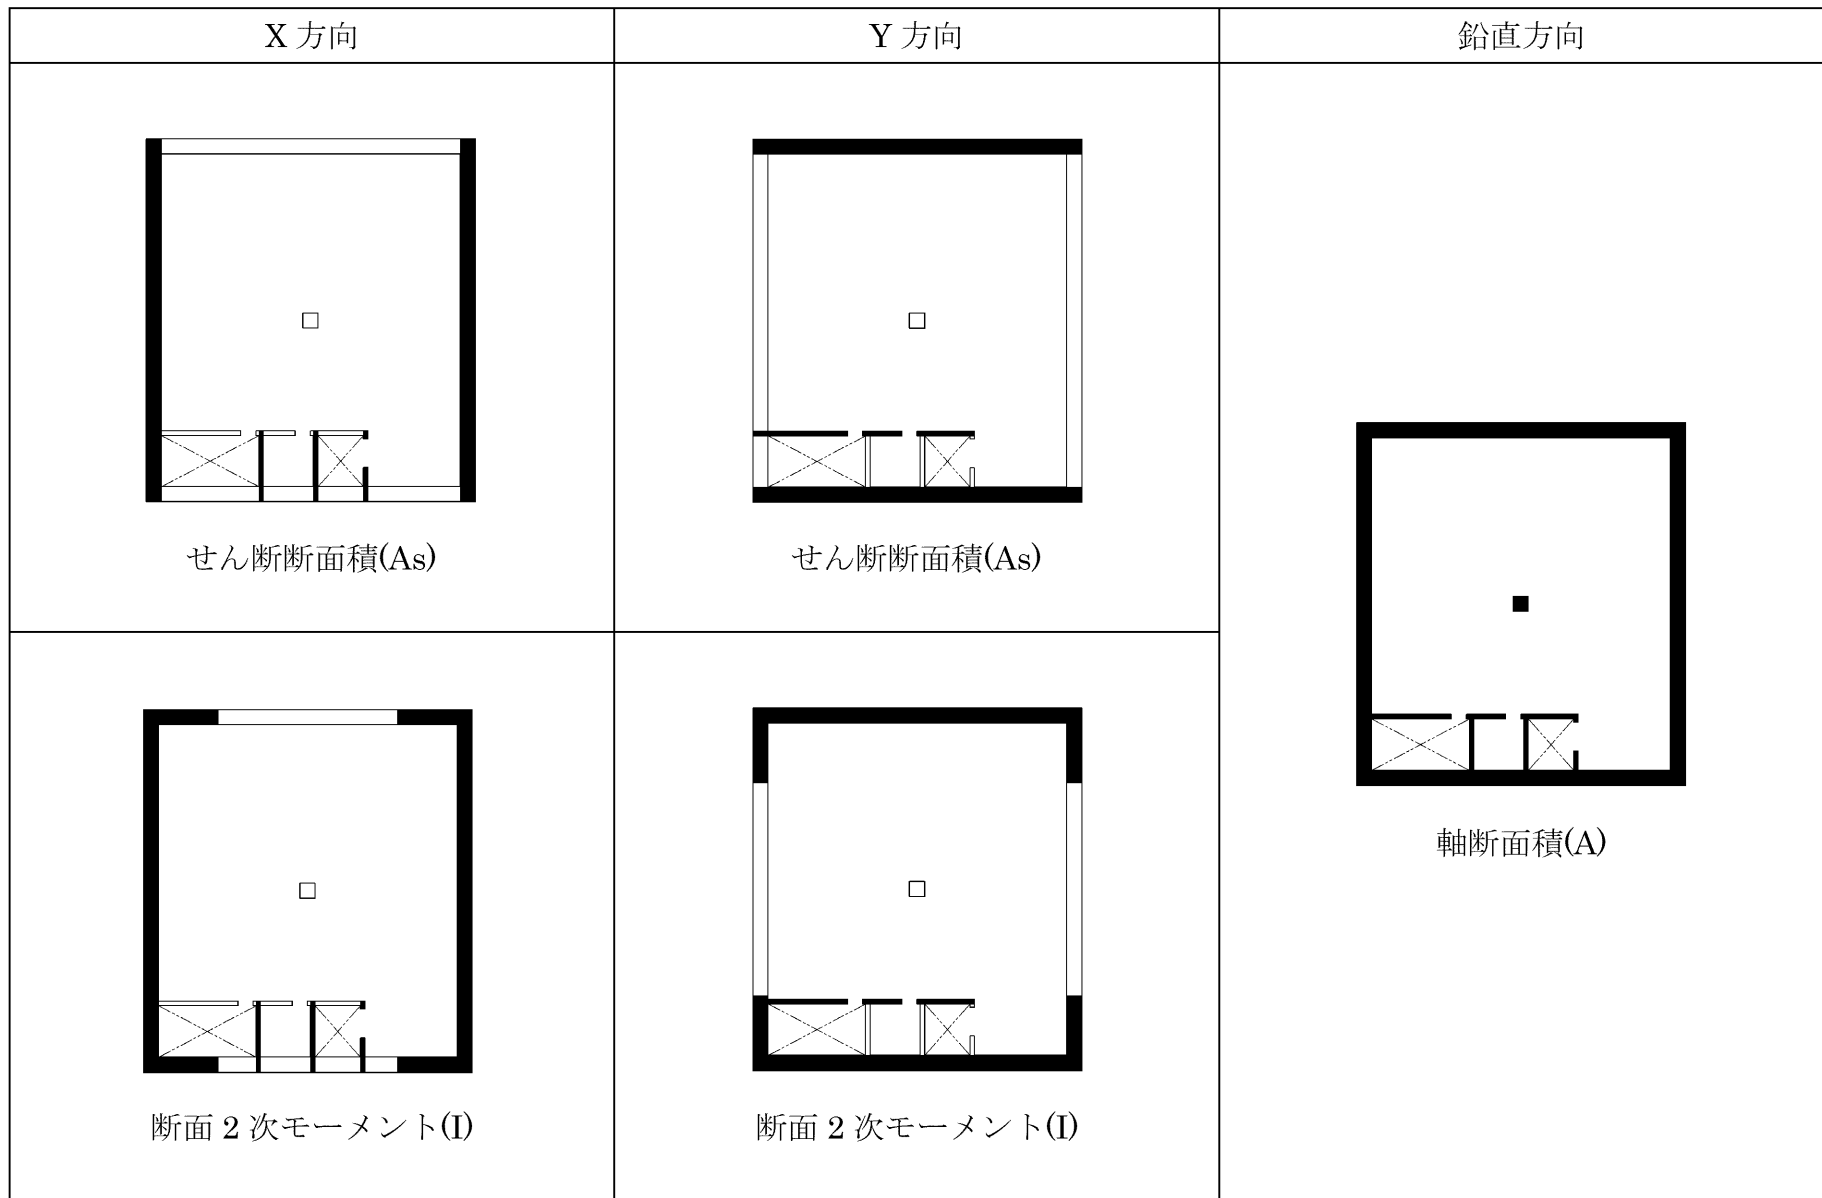 X 方向
Y 方向
鉛直方向
せん断断面積(As)
せん断断面積(As)
軸断面積(A)
断面 2 次モーメント(I)
断面 2 次モーメント(I)